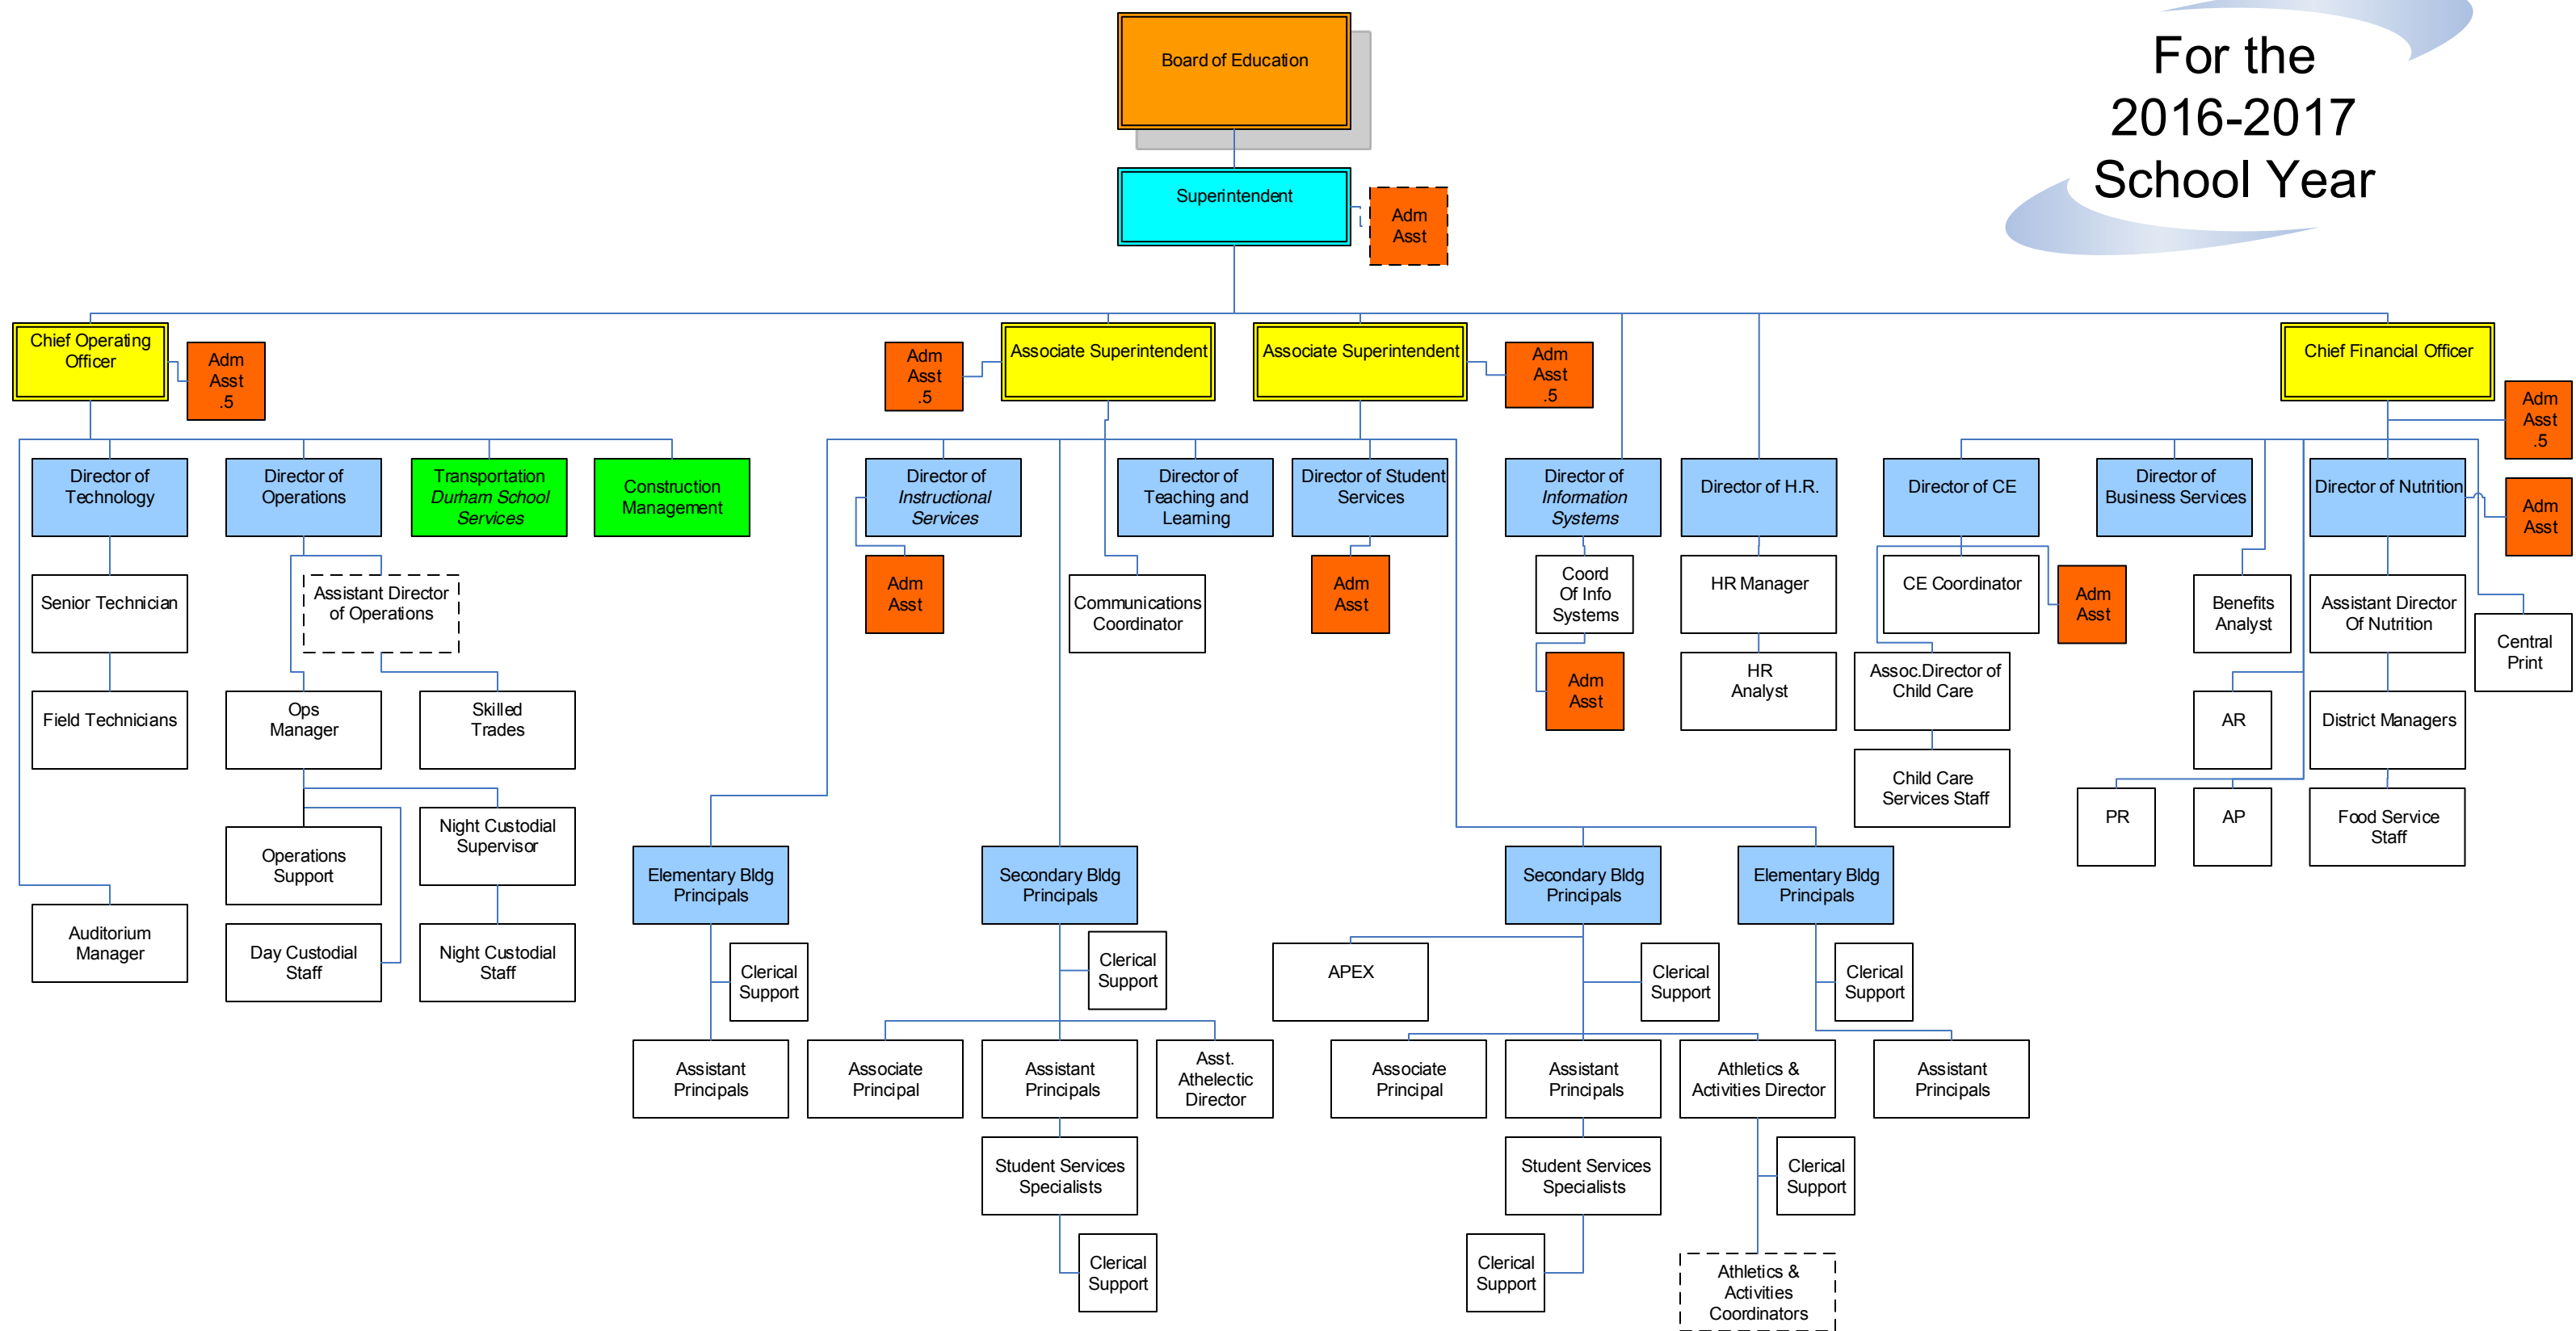 For the
2016-2017
School Year
Board of Education
Superintendent
Adm
Asst
Chief Operating
Officer
Adm
Asst
.5
Adm
Asst
.5
Associate Superintendent
Associate Superintendent
Adm
Asst
.5
Chief Financial Officer
Adm
Asst
.5
Director of
Technology
Director of
Operations
Transportation
Durham School
Services
Construction
Management
Director of
Instructional
Services
Director of
Teaching and
Learning
Director of Student
Services
Director of
Information
Systems
Director of H.R.
Director of CE
Director of
Business Services
Director of Nutrition
Adm
Asst
Senior Technician
Assistant Director
of Operations
Adm
Asst
Communications
Coordinator
Adm
Asst
Coord
Of Info
Systems
HR Manager
CE Coordinator
Adm
Asst
Benefits
Analyst
Assistant Director
Of Nutrition
Central
Print
Field Technicians
Ops
Manager
Skilled
Trades
Adm
Asst
HR
Analyst
Assoc.Director of
Child Care
AR
District Managers
Child Care
Services Staff
PR
AP
Food Service
Staff
Operations
Support
Night Custodial
Supervisor
Elementary Bldg
Principals
Secondary Bldg
Principals
Secondary Bldg
Principals
Elementary Bldg
Principals
Auditorium
Manager
Day Custodial
Staff
Night Custodial
Staff
Clerical
Support
Clerical
Support
APEX
Clerical
Support
Clerical
Support
Assistant
Principals
Associate
Principal
Assistant
Principals
Asst.
Athelectic
Director
Associate
Principal
Assistant
Principals
Athletics &
Activities Director
Assistant
Principals
Student Services
Specialists
Student Services
Specialists
Clerical
Support
Clerical
Support
Clerical
Support
Athletics &
Activities
Coordinators